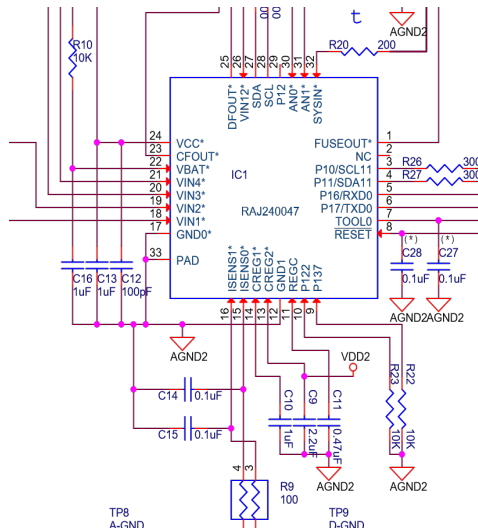 00
00
t
AGND2
R10
10K
25
26
27
28
29
30
31
32
R20
200
DFOUT*
VIN12*
SDA
SCL
P12
AN0*
AN1*
SYSIN*
24
VCC*
FUSEOUT*
1
23
CFOUT*
NC
2
22
VBAT*
IC1
P10/SCL11
3
R26
300
21
VIN4*
P11/SDA11
4
R27
300
20
VIN3*
P16/RXD0
5
19
VIN2*
RAJ240047
P17/TXD0
6
18
VIN1*
TOOL0
7
17
GND0*
RESET
8
(*)
(*)
33
PAD
C28
C27
0.1uF
0.1uF
C16
C13
C12
1uF
1uF
100pF
ISENS1*
ISENS0*
CREG1*
CREG2*
GND1
REGC
P122
P137
16
15
14
13
12
11
10
9
AGND2
AGND2
AGND2
VDD2
C14
0.1uF
C15
0.1uF
C10
1uF
C9
2.2uF
C11
0.47uF
R23
10K
R22
10K
4
3
R9
100
AGND2
AGND2
TP8
A-GND
TP9
D-GND